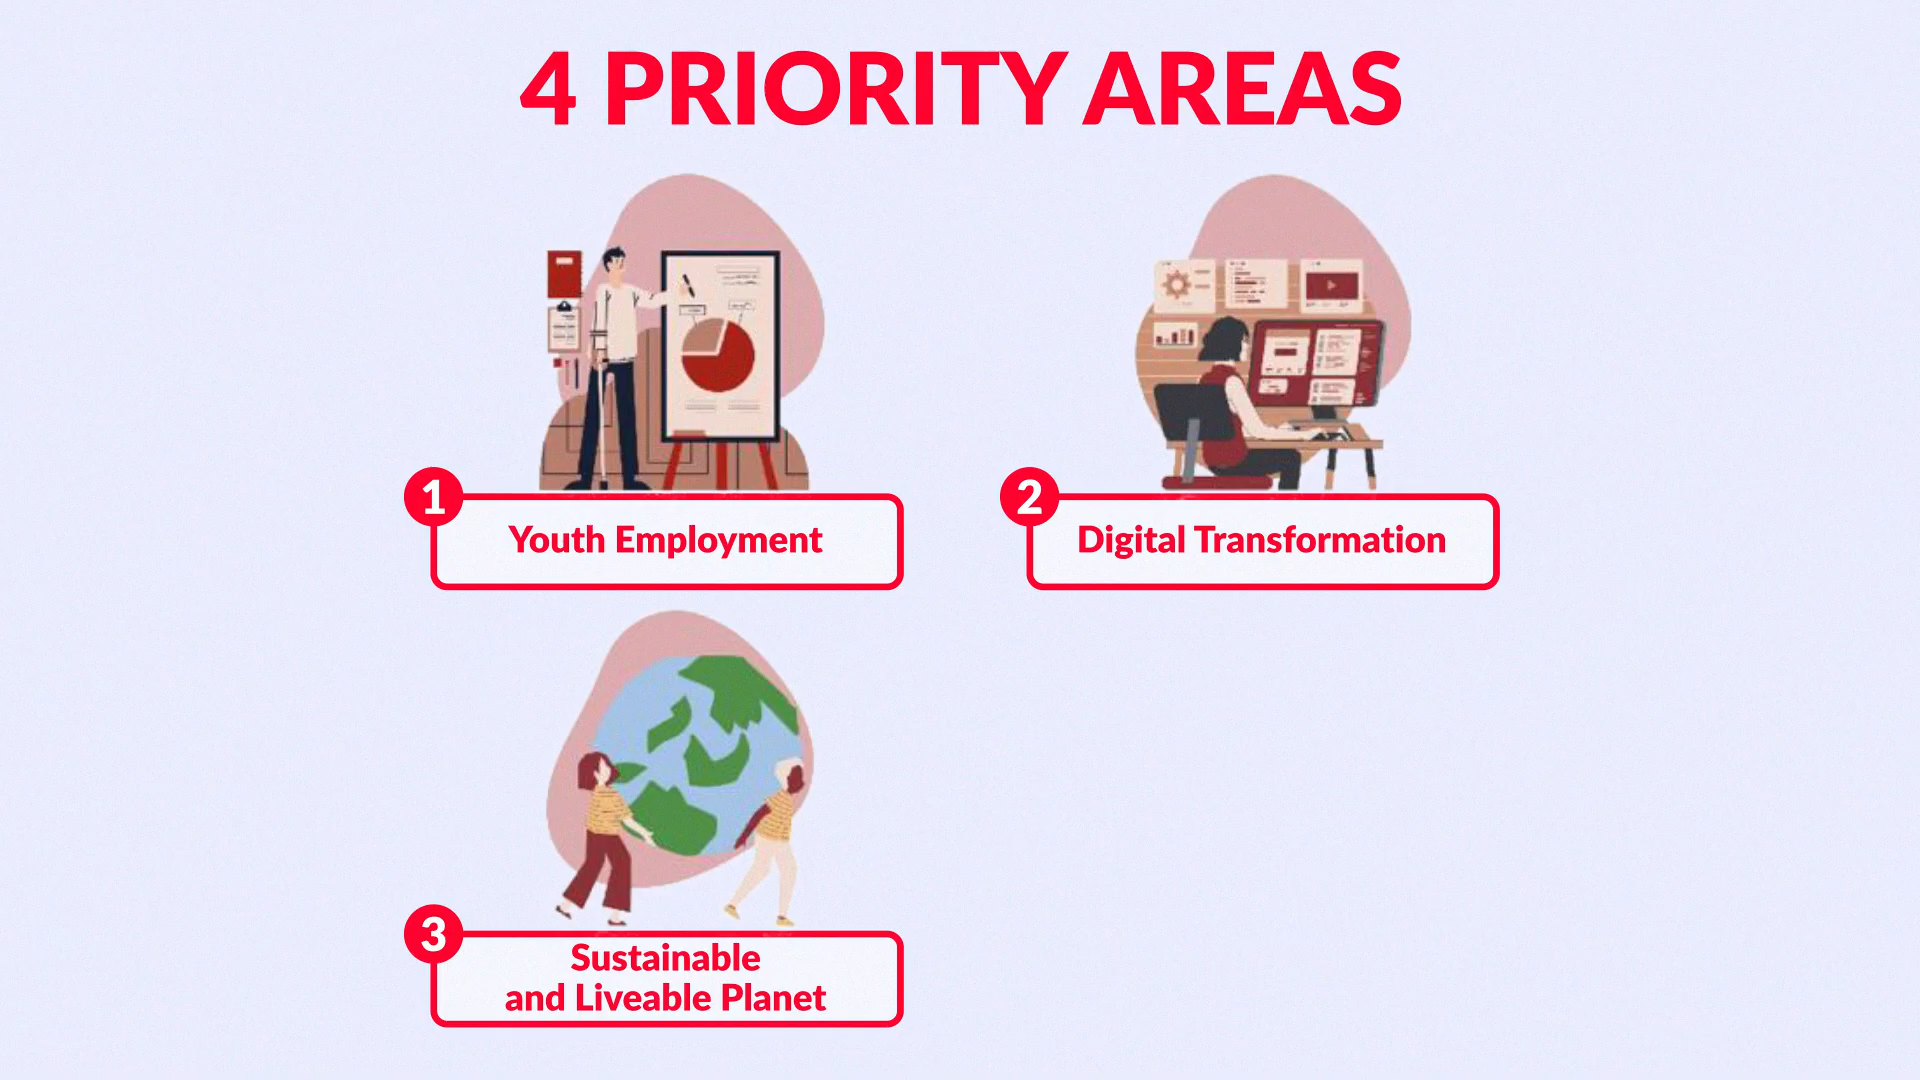 4 PRIORITY AREAS
1
Youth Employment
2
Digital Transformation
3
Sustainable
and Liveable Planet